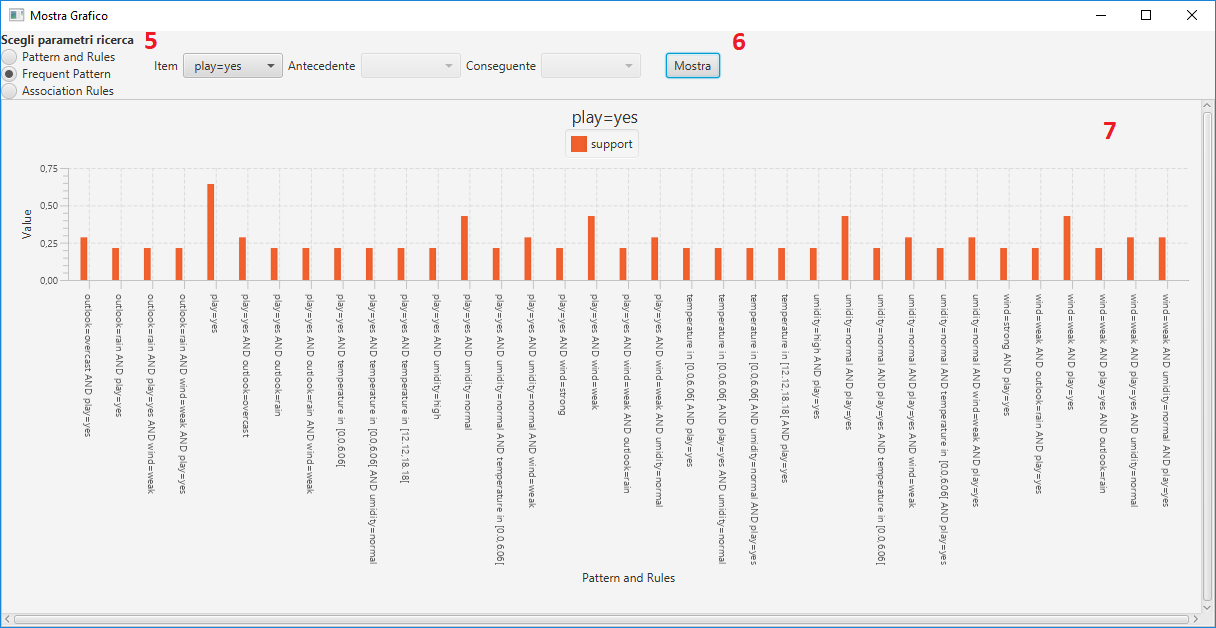 Mostra Grafico
Scegli parametri ricerca 5
Pattern and Rules
Frequent Pattern
Association Rules
Item play=yes Antecedente Conseguente Mostra
6
7
play=yes
support
Value
0,75
0,50
0,25
0,00
outlook=overcast AND play=yes
outlook=rain AND play=yes
outlook=rain AND play=yes AND wind=weak
outlook=rain AND wind=weak AND play=yes
play=yes
play=yes AND outlook=overcast
play=yes AND outlook=rain
play=yes AND outlook=rain AND wind=weak
play=yes AND temperature in [0.0,6.06[
play=yes AND temperature in [0.0,6.06[ AND umidity=normal
play=yes AND temperature in [12.12,18.18[
play=yes AND umidity=high
play=yes AND umidity=normal
play=yes AND umidity=normal AND temperature in [0.0,6.06[
play=yes AND umidity=normal AND wind=weak
play=yes AND wind=strong
play=yes AND wind=weak
play=yes AND wind=weak AND outlook=rain
play=yes AND wind=weak AND umidity=normal
temperature in [0.0,6.06[ AND play=yes
temperature in [0.0,6.06[ AND play=yes AND umidity=normal
temperature in [0.0,6.06[ AND umidity=normal AND play=yes
temperature in [12.12,18.18[ AND play=yes
umidity=high AND play=yes
umidity=normal AND play=yes
umidity=normal AND play=yes AND temperature in [0.0,6.06[
umidity=normal AND play=yes AND wind=weak
umidity=normal AND temperature in [0.0,6.06[ AND play=yes
umidity=normal AND wind=weak AND play=yes
wind=strong AND play=yes
wind=weak AND outlook=rain AND play=yes
wind=weak AND play=yes
wind=weak AND play=yes AND outlook=rain
wind=weak AND play=yes AND umidity=normal
wind=weak AND umidity=normal AND play=yes
Pattern and Rules